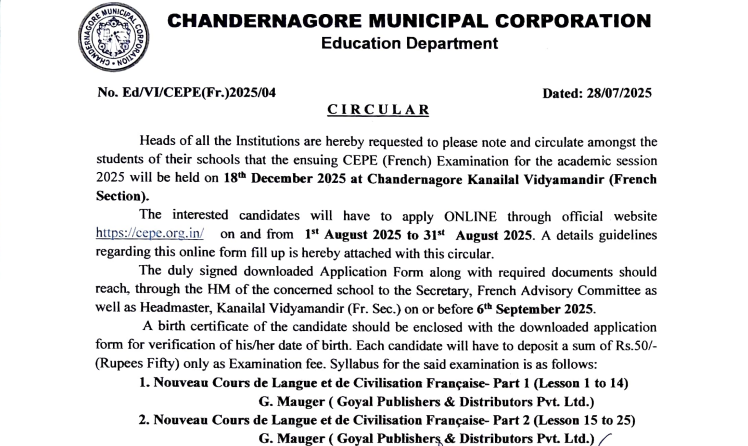 CHANDERNAGORE MUNICIPAL CORPORATION
CHANDERNAGORE MUNICIPAL CORPORATION
Education Department
No. Ed/VI/CEPE(Fr.)2025/04 Dated: 28/07/2025
CIRCULAR
Heads of all the Institutions are hereby requested to please note and circulate amongst the
students of their schools that the ensuing CEPE (French) Examination for the academic session
2025 will be held on 18th December 2025 at Chandernagore Kanailal Vidyamandir (French
Section).
The interested candidates will have to apply ONLINE through official website
https://cepe.org.in/ on and from 1st August 2025 to 31st August 2025. A details guidelines
regarding this online form fill up is hereby attached with this circular.
The duly signed downloaded Application Form along with required documents should
reach, through the HM of the concerned school to the Secretary, French Advisory Committee as
well as Headmaster, Kanailal Vidyamandir (Fr. Sec.) on or before 6th September 2025.
A birth certificate of the candidate should be enclosed with the downloaded application
form for verification of his/her date of birth. Each candidate will have to deposit a sum of Rs.50/-
(Rupees Fifty) only as Examination fee. Syllabus for the said examination is as follows:
1. Nouveau Cours de Langue et de Civilisation Française- Part 1 (Lesson 1 to 14)
G. Mauger ( Goyal Publishers & Distributors Pvt. Ltd.)
2. Nouveau Cours de Langue et de Civilisation Française- Part 2 (Lesson 15 to 25)
G. Mauger ( Goyal Publishers & Distributors Pvt. Ltd.)